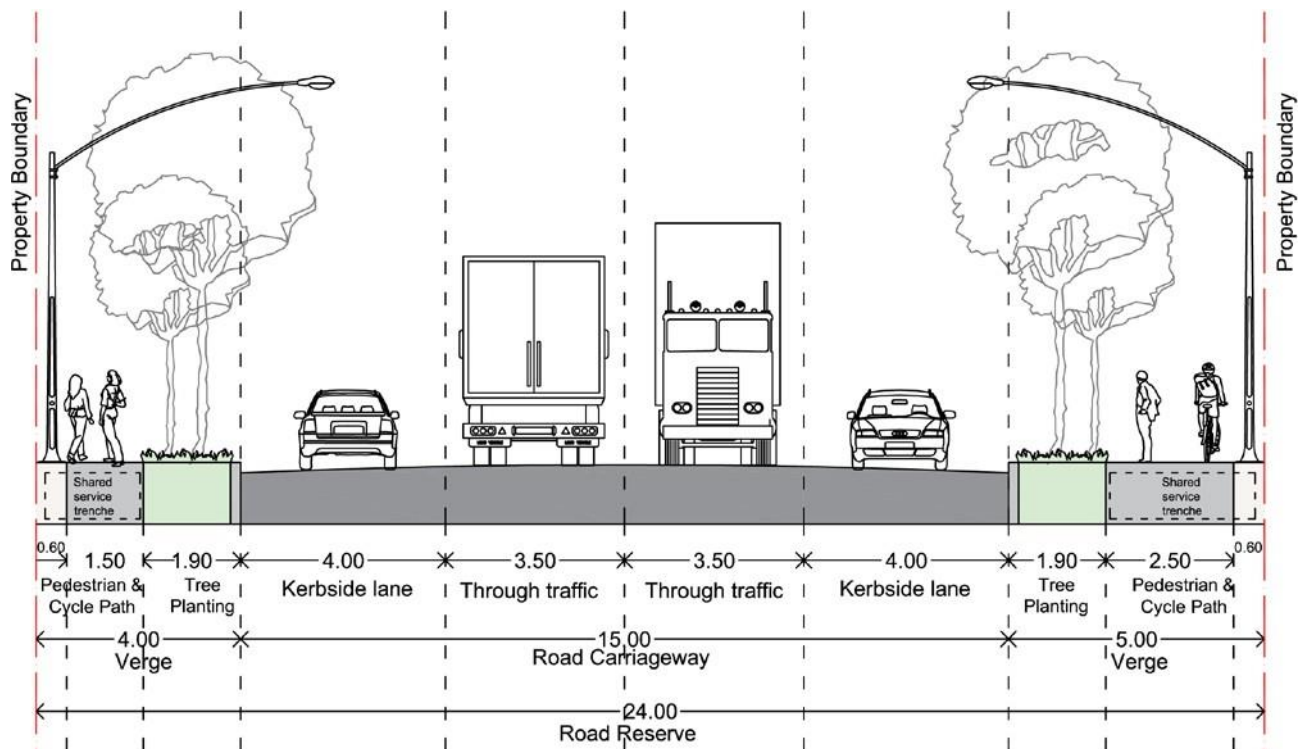 Property Boundary
Property Boundary
Shared
service
trenche
Shared
service
trenche
0.60
1.50
1.90
4.00
3.50
3.50
4.00
1.90
2.50
0.60
Pedestrian &
Cycle Path
Tree
Planting
Kerbside lane
Through traffic
Through traffic
Kerbside lane
Tree
Planting
Pedestrian &
Cycle Path
4.00
Verge
15.00
Road Carriageway
5.00
Verge
24.00
Road Reserve